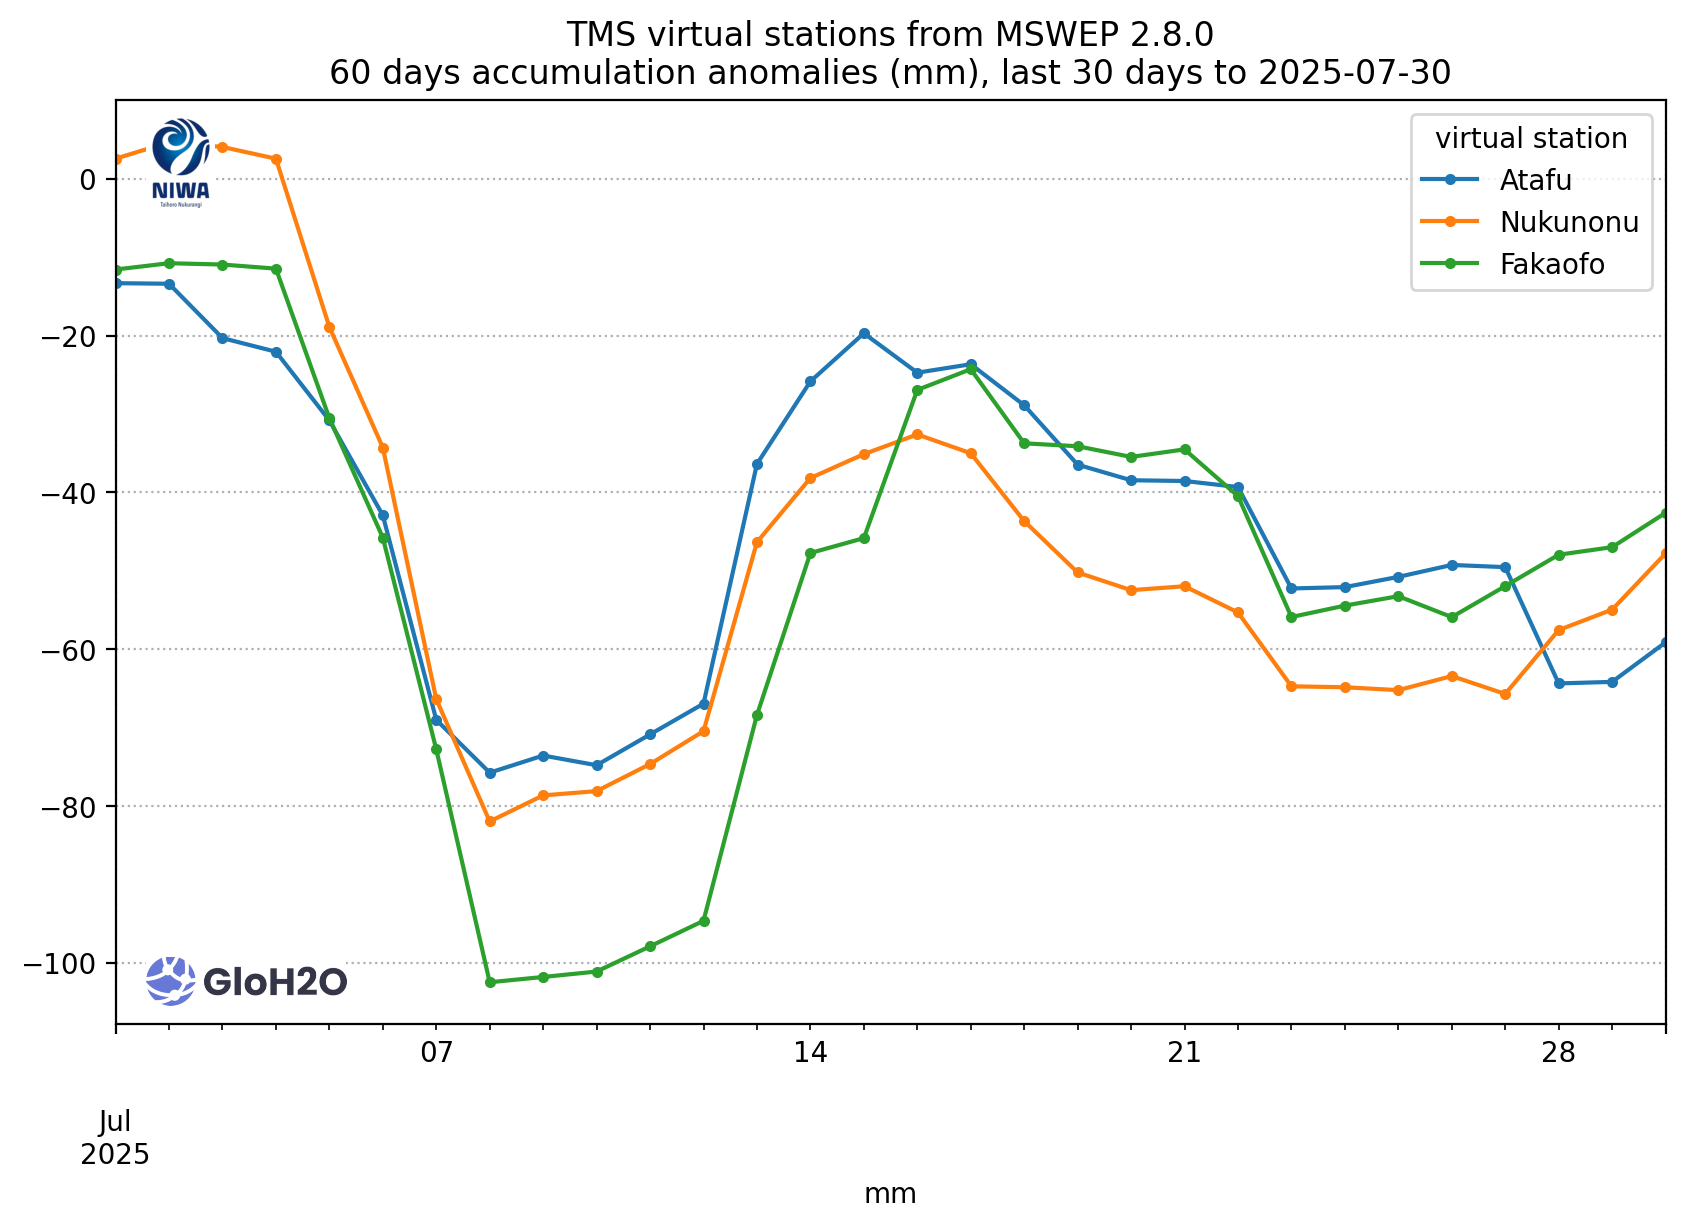 TMS virtual stations from MSWEP 2.8.0
60 days accumulation anomalies (mm), last 30 days to 2025-07-30
NIWA
Taihoro Nukurangi
virtual station
Atafu
Nukunonu
Fakaofo
0
−20
−40
−60
−80
−100
GloH2O
07
14
21
28
Jul
2025
mm